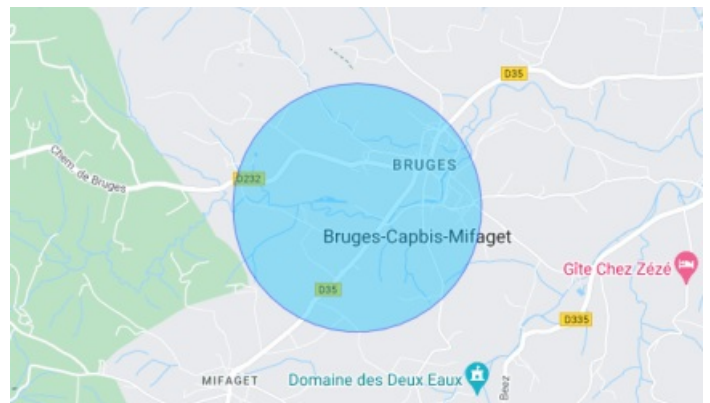 D35
Chem. de Bruges
BRUGES
D232
Bruges-Capbis-Mifaget
Gîte Chez Zézé
D35
D335
MIFAGET
Domaine des Deux Eaux
Béez